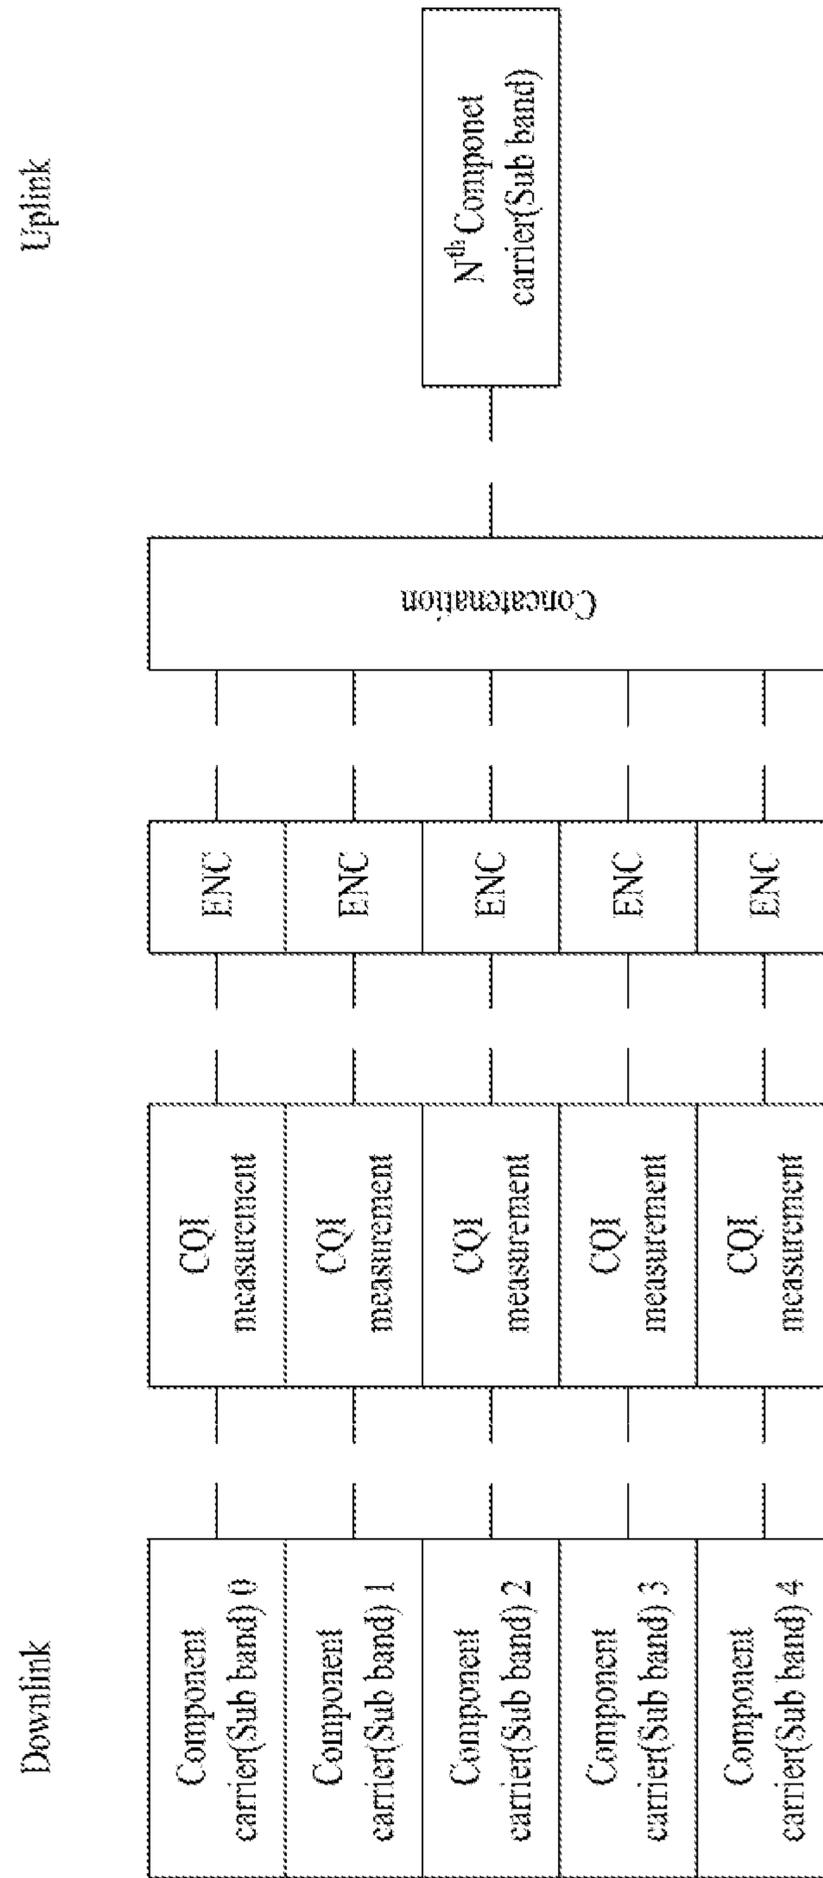 Downlink
Uplink
Component
carrier(Sub band) 0
CQI
measurement
ENC
Component
carrier(Sub band) 1
CQI
measurement
ENC
Component
carrier(Sub band) 2
CQI
measurement
ENC
Component
carrier(Sub band) 3
CQI
measurement
ENC
Component
carrier(Sub band) 4
CQI
measurement
ENC
Concatenation
Nth Componet
carrier(Sub band)